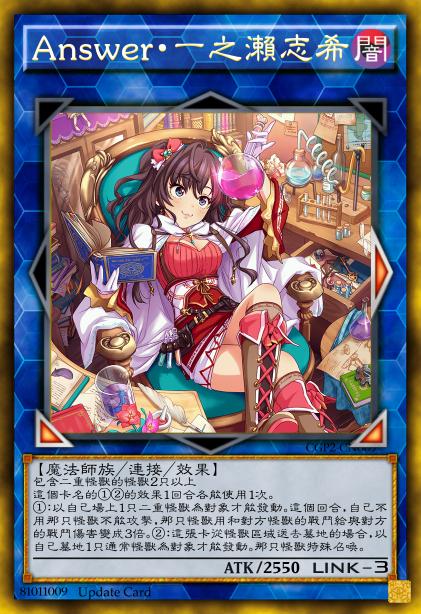 Answer・一之瀨志希
闇
CGP2-CN009
【魔法師族／連接／效果】
包含二重怪獸的怪獸2只以上
這個卡名的①②的效果1回合各能使用1次。
①：以自己場上1只二重怪獸為對象才能發動。這個回合，自己不
用那只怪獸不能攻擊，那只怪獸用和對方怪獸的戰鬥給與對方
的戰鬥傷害變成3倍。②：這張卡從怪獸區域送去墓地的場合，以
自己墓地1只通常怪獸為對象才能發動。那只怪獸特殊召喚。
ATK/2550 LINK-3
81011009 Update Card